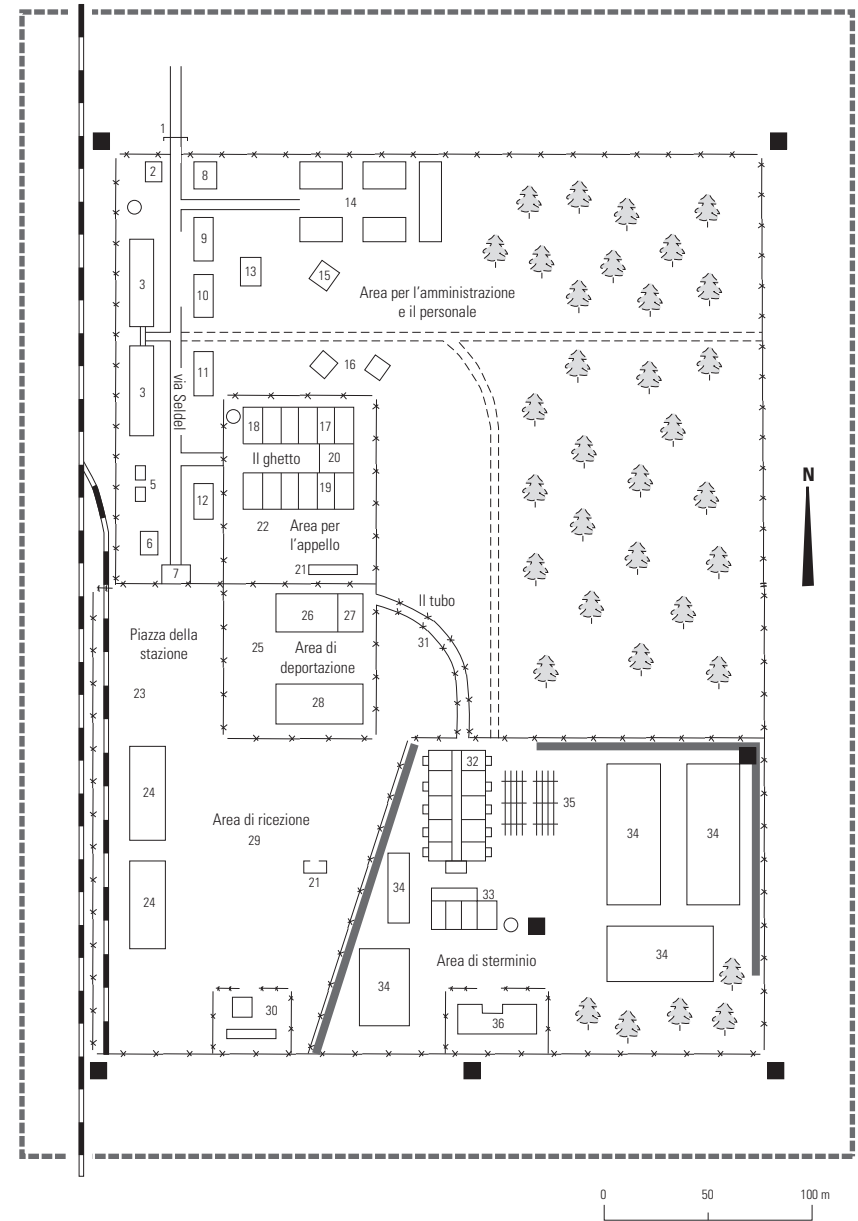 1
2
8
14
9
13
15
3
10
Area per l'amministrazione
e il personale
via Seidel
11
16
3
18
17
Il ghetto
20
N
5
19
12
22
Area per
l'appello
6
7
21
26
27
Il tubo
31
Piazza della
stazione
25
Area di
deportazione
23
28
32
24
35
34
34
Area di ricezione
29
21
34
33
24
34
Area di sterminio
34
30
36
0
50
100 m